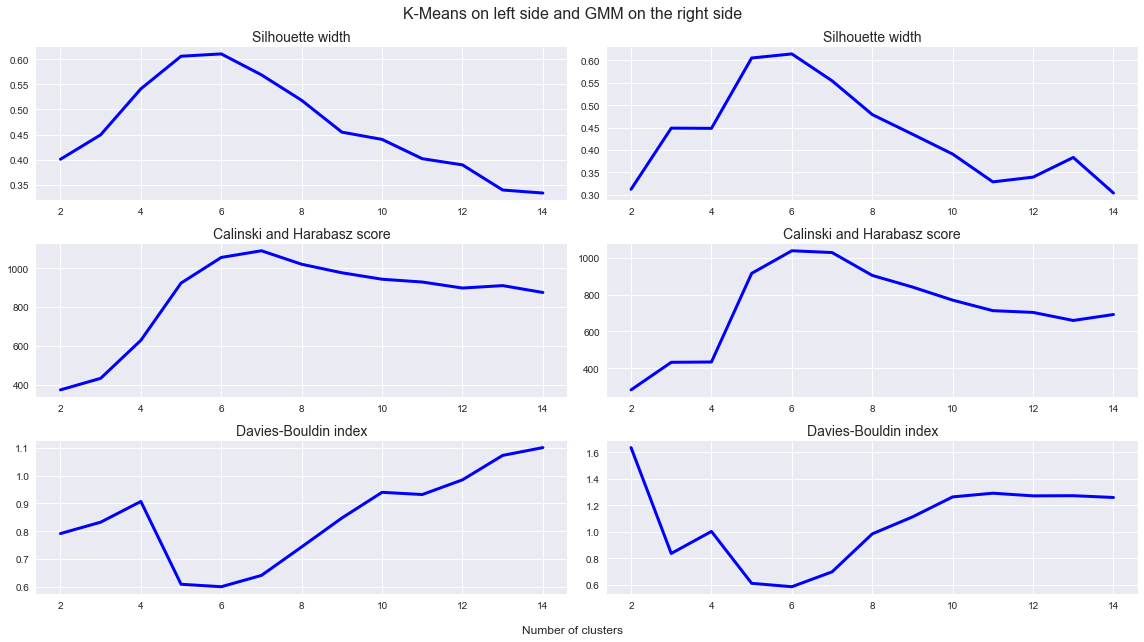 K-Means on left side and GMM on the right side
Silhouette width
0.60
0.55
0.50
0.45
0.40
0.35
2 4 6 8 10 12 14
Silhouette width
0.60
0.55
0.50
0.45
0.40
0.35
0.30
2 4 6 8 10 12 14
Calinski and Harabasz score
1000
800
600
400
2 4 6 8 10 12 14
Calinski and Harabasz score
1000
800
600
400
2 4 6 8 10 12 14
Davies-Bouldin index
1.1
1.0
0.9
0.8
0.7
0.6
2 4 6 8 10 12 14
Davies-Bouldin index
1.6
1.4
1.2
1.0
0.8
0.6
2 4 6 8 10 12 14
Number of clusters